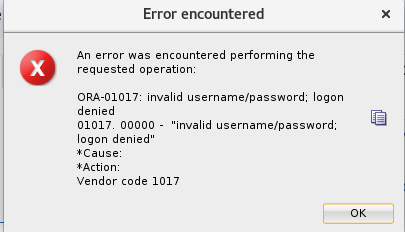 Error encountered
An error was encountered performing the
requested operation:
ORA-01017: invalid username/password; logon
denied
01017. 00000 -  "invalid username/password;
logon denied"
*Cause:
*Action:
Vendor code 1017
OK